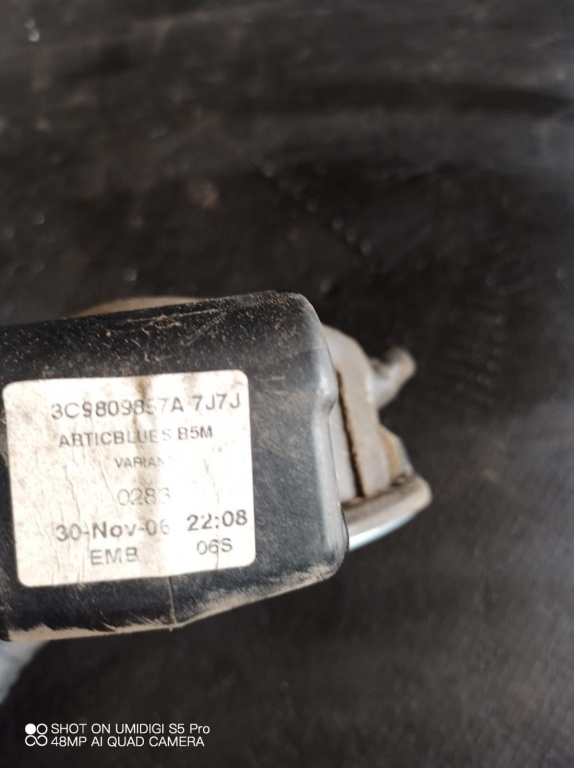 3C9809857A 7J7J
ARTICBLUES B5M
VARIAN
0283
30-Nov-06 22:08
EMB 06S
SHOT ON UMIDIGI S5 Pro
48MP AI QUAD CAMERA